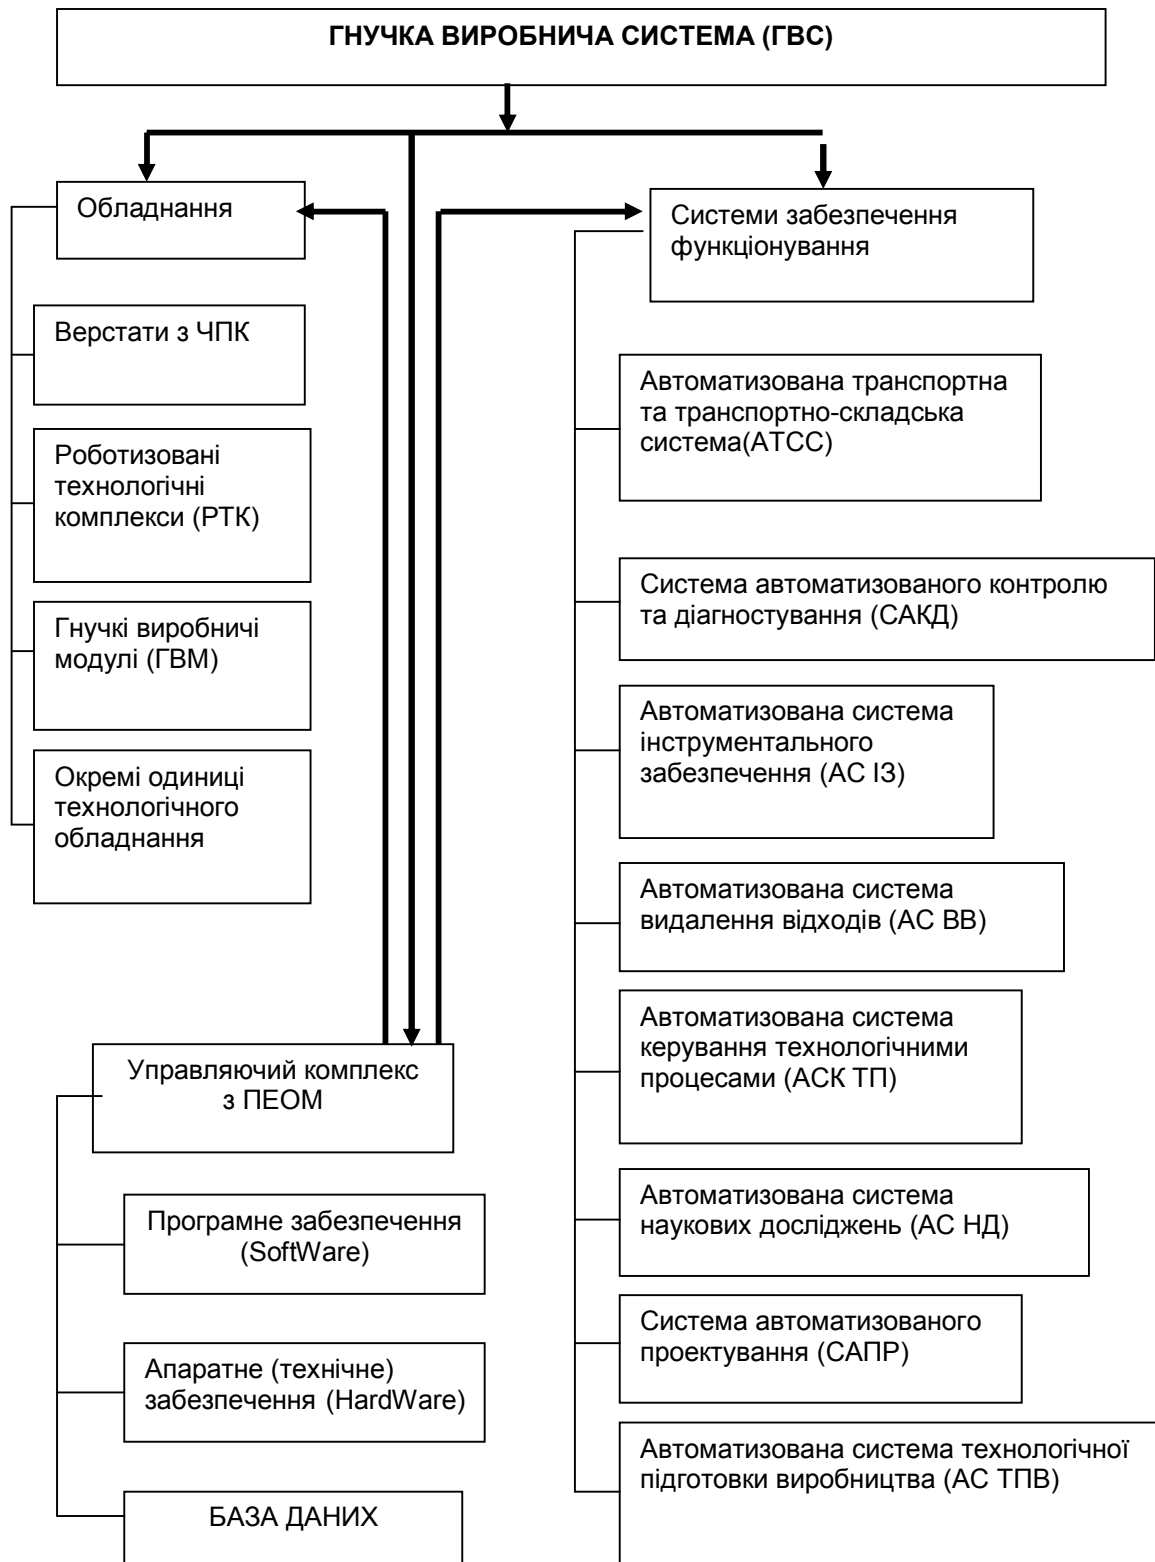 ГНУЧКА ВИРОБНИЧА СИСТЕМА (ГВС)
Обладнання
Верстати з ЧПК
Роботизовані
технологічні
комплекси (РТК)
Гнучкі виробничі
модулі (ГВМ)
Окремі одиниці
технологічного
обладнання
Управляючий комплекс
з ПЕОМ
Програмне забезпечення
(SoftWare)
Апаратне (технічне)
забезпечення (HardWare)
БАЗА ДАНИХ
Системи забезпечення
функціонування
Автоматизована транспортна
та транспортно-складська
система(АТСС)
Система автоматизованого контролю
та діагностування (САКД)
Автоматизована система
інструментального
забезпечення (АС ІЗ)
Автоматизована система
видалення відходів (АС ВВ)
Автоматизована система
керування технологічними
процесами (АСК ТП)
Автоматизована система
наукових досліджень (АС НД)
Система автоматизованого
проектування (САПР)
Автоматизована система технологічної
підготовки виробництва (АС ТПВ)